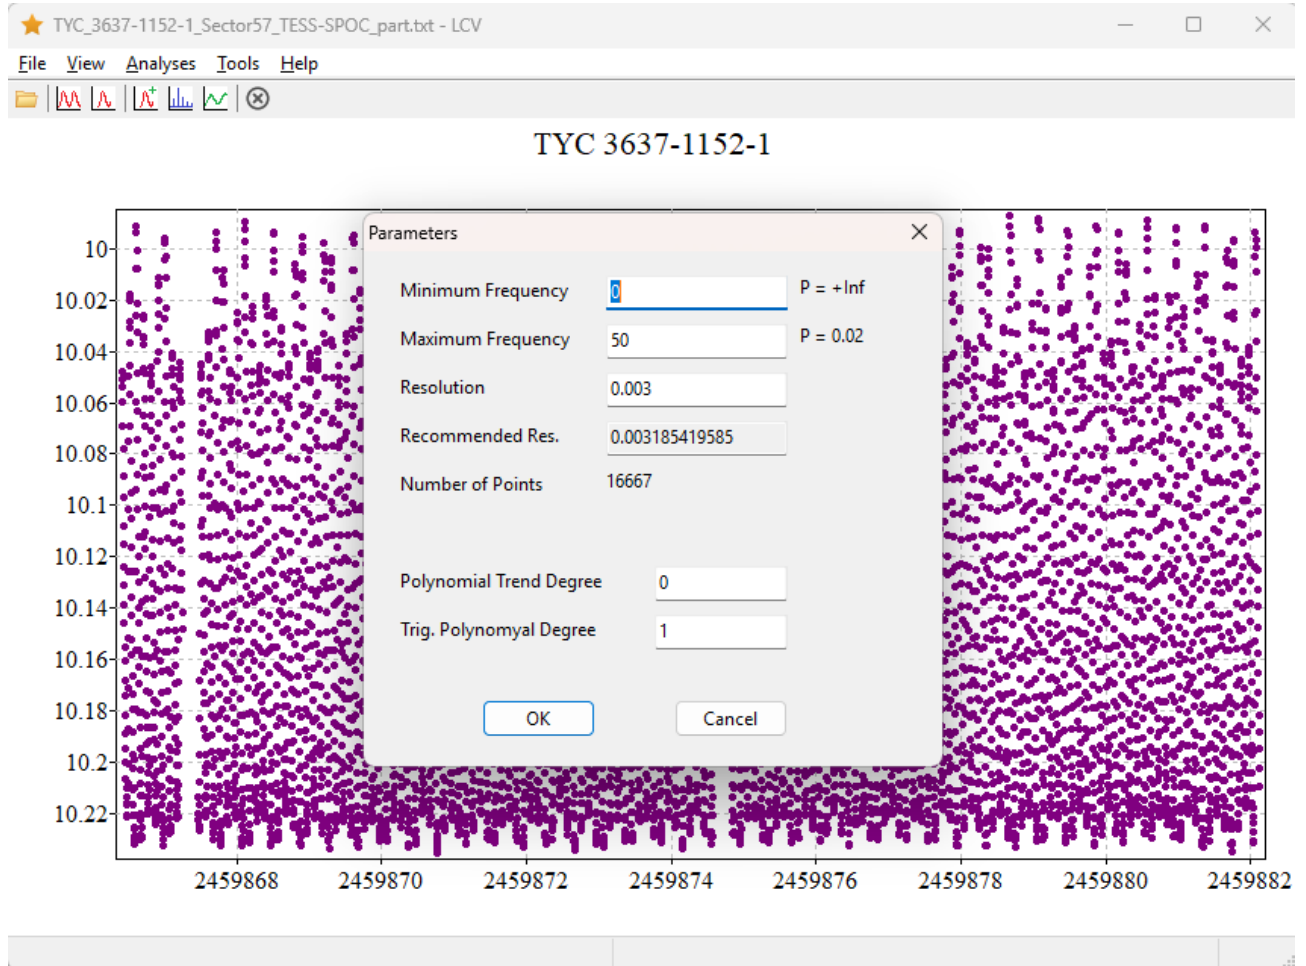 TYC_3637-1152-1_Sector57_TESS-SPOC_part.txt - LCV
File View Analyses Tools Help
TYC 3637-1152-1
Parameters
Minimum Frequency 0 P = +Inf
Maximum Frequency 50 P = 0.02
Resolution 0.003
Recommended Res. 0.003185419585
Number of Points 16667
Polynomial Trend Degree 0
Trig. Polynomyal Degree 1
OK Cancel
10
10.02
10.04
10.06
10.08
10.1
10.12
10.14
10.16
10.18
10.2
10.22
2459868 2459870 2459872 2459874 2459876 2459878 2459880 2459882